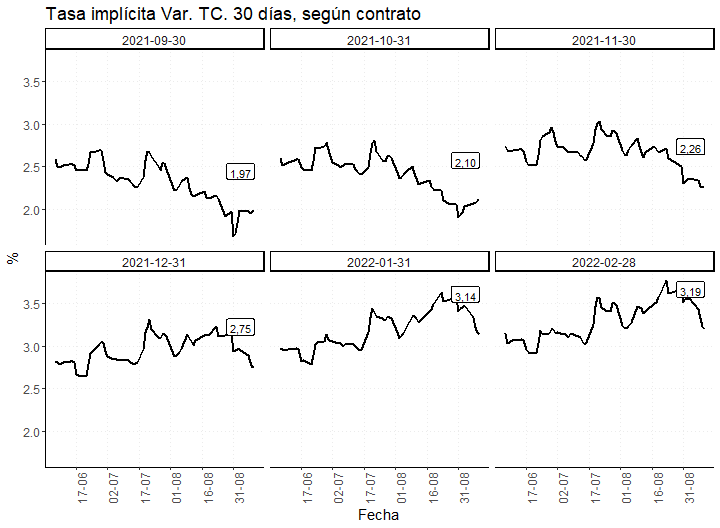 Tasa implícita Var. TC. 30 días, según contrato
2021-09-30 2021-10-31 2021-11-30
3.5
3.0
2.5
2.0
1,97 2,10 2,26
%
2021-12-31 2022-01-31 2022-02-28
3.5
3.0
2.5
2.0
2,75 3,14 3,19
17-06 02-07 17-07 01-08 16-08 31-08 17-06 02-07 17-07 01-08 16-08 31-08 17-06 02-07 17-07 01-08 16-08 31-08
Fecha